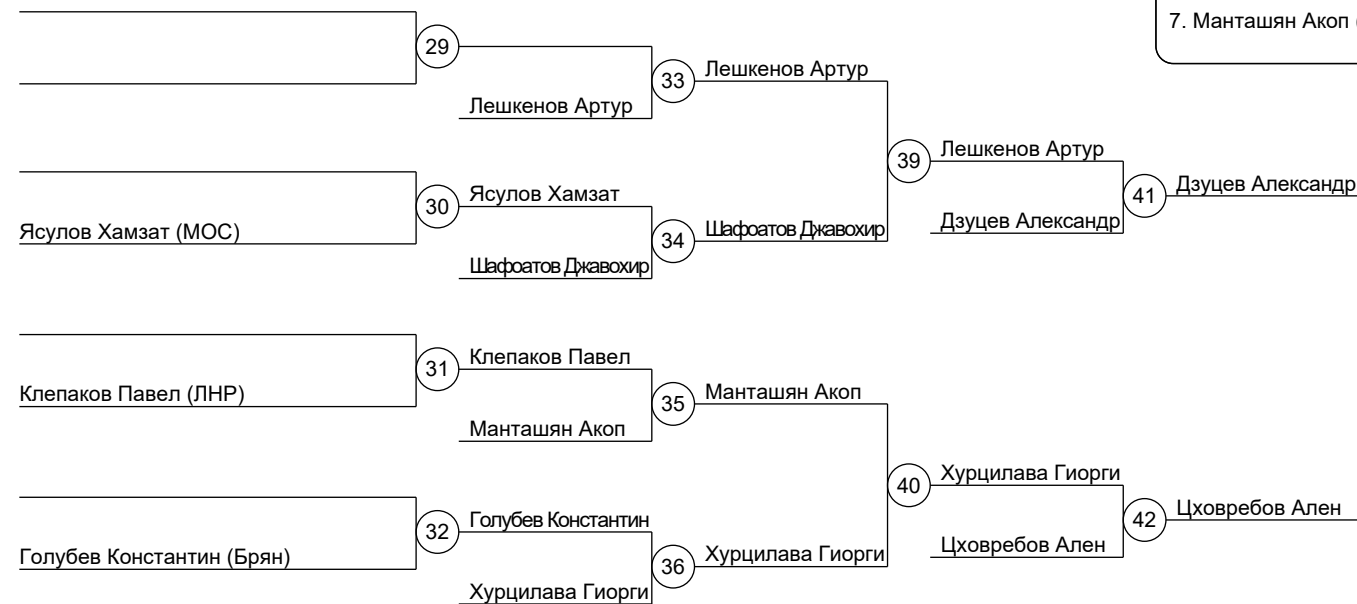 7. Манташян Акоп
29
33
Лешкенов Артур
Лешкенов Артур
39
Лешкенов Артур
30
Ясулов Хамзат
41
Дзуцев Александр
Ясулов Хамзат (МОС)
34
Шафоатов Джавохир
Дзуцев Александр
Шафоатов Джавохир
31
Клепаков Павел
Клепаков Павел (ЛНР)
35
Манташян Акоп
Манташян Акоп
40
Хурцилава Гиорги
32
Голубев Константин
42
Цховребов Ален
Голубев Константин (Брян)
36
Хурцилава Гиорги
Цховребов Ален
Хурцилава Гиорги